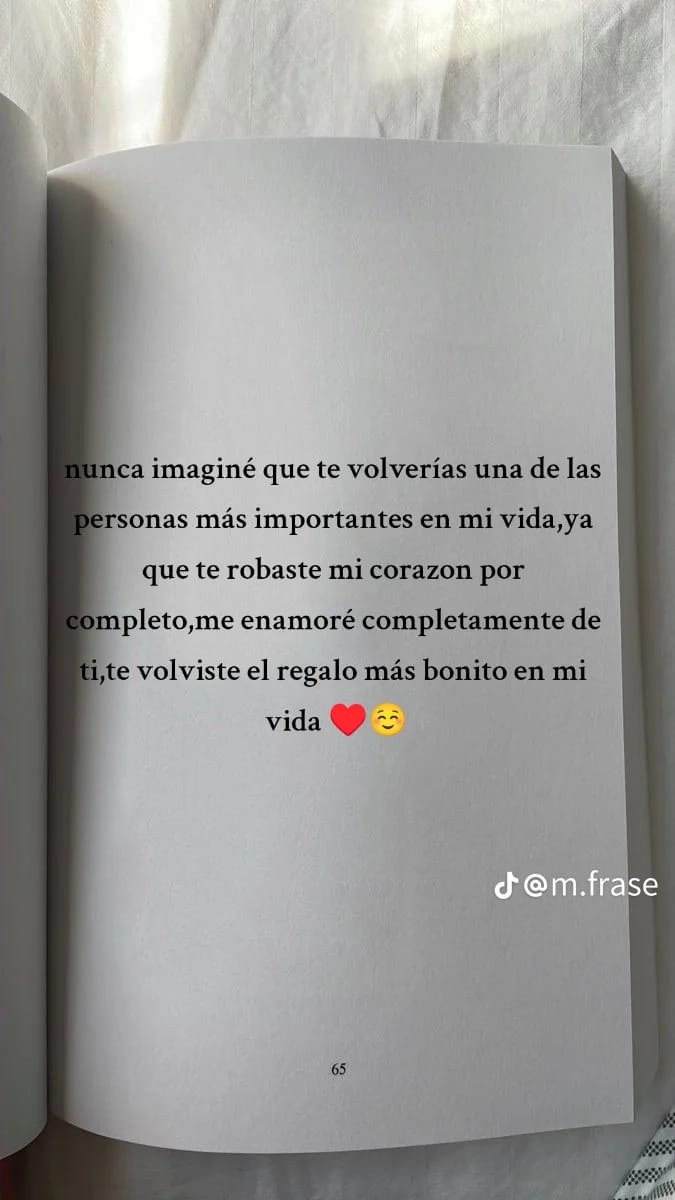 nunca imaginé que te volverías una de las
personas más importantes en mi vida,ya
que te robaste mi corazon por
completo,me enamoré completamente de
ti,te volviste el regalo más bonito en mi
vida ♥️☺️
@m.frase
65